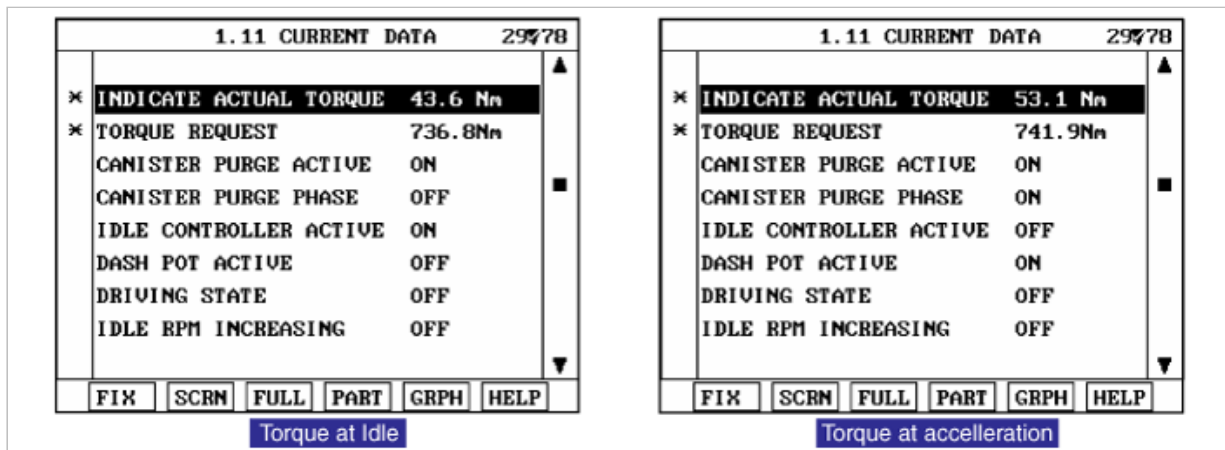 1.11 CURRENT DATA 29/78
* INDICATE ACTUAL TORQUE 43.6 Nm
* TORQUE REQUEST 736.8Nm
CANISTER PURGE ACTIVE ON
CANISTER PURGE PHASE OFF
IDLE CONTROLLER ACTIVE ON
DASH POT ACTIVE OFF
DRIVING STATE OFF
IDLE RPM INCREASING OFF
FIX SCRN FULL PART GRPH HELP
Torque at Idle
1.11 CURRENT DATA 29/78
* INDICATE ACTUAL TORQUE 53.1 Nm
* TORQUE REQUEST 741.9Nm
CANISTER PURGE ACTIVE ON
CANISTER PURGE PHASE ON
IDLE CONTROLLER ACTIVE OFF
DASH POT ACTIVE ON
DRIVING STATE OFF
IDLE RPM INCREASING OFF
FIX SCRN FULL PART GRPH HELP
Torque at accelleration